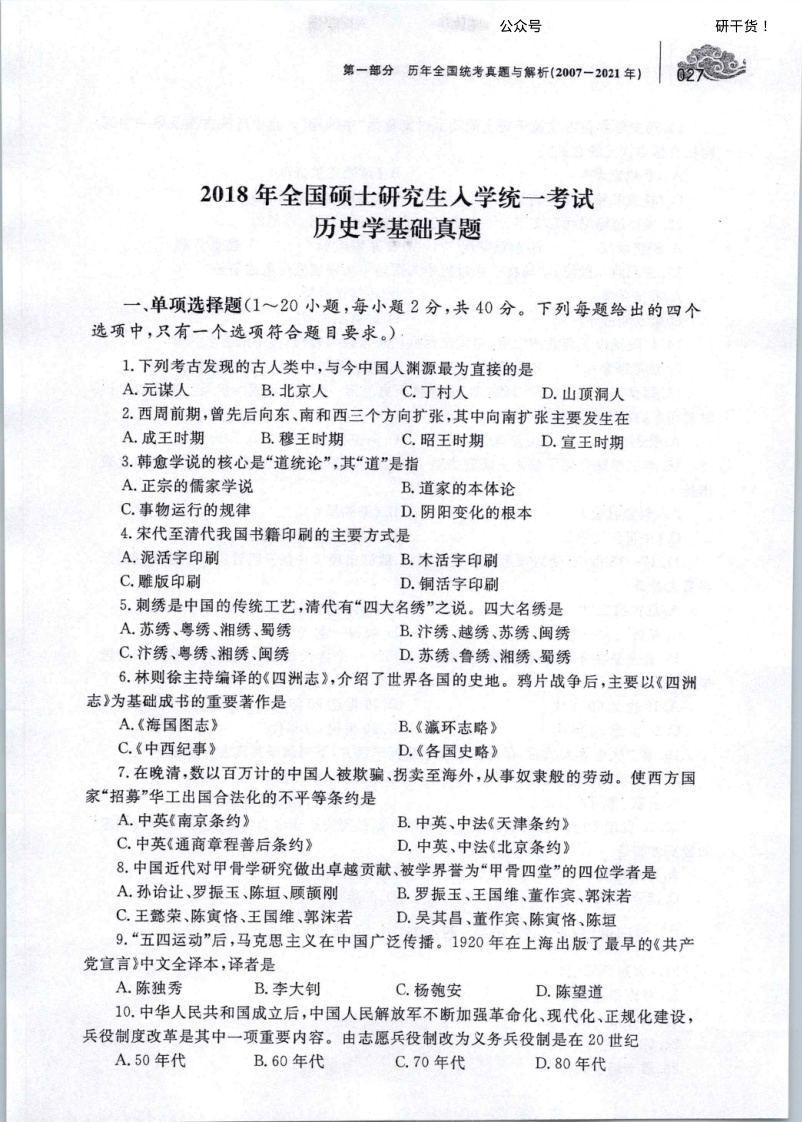 公众号 研干货！
第一部分 历年全国统考真题与解析(2007－2021年) 027
2018年全国硕士研究生入学统一考试
历史学基础真题
一、单项选择题(1～20小题,每小题2分,共40分。下列每题给出的四个
选项中,只有一个选项符合题目要求。)
1.下列考古发现的古人类中,与今中国人渊源最为直接的是
A.元谋人 B.北京人 C.丁村人 D.山顶洞人
2.西周前期,曾先后向东、南和西三个方向扩张,其中向南扩张主要发生在
A.成王时期 B.穆王时期 C.昭王时期 D.宣王时期
3.韩愈学说的核心是“道统论”,其“道”是指
A.正宗的儒家学说 B.道家的本体论
C.事物运行的规律 D.阴阳变化的根本
4.宋代至清代我国书籍印刷的主要方式是
A.泥活字印刷 B.木活字印刷
C.雕版印刷 D.铜活字印刷
5.刺绣是中国的传统工艺,清代有“四大名绣”之说。四大名绣是
A.苏绣、粤绣、湘绣、蜀绣 B.汴绣、越绣、苏绣、闽绣
C.汴绣、粤绣、湘绣、闽绣 D.苏绣、鲁绣、湘绣、蜀绣
6.林则徐主持编译的《四洲志》,介绍了世界各国的史地。鸦片战争后,主要以《四洲
志》为基础成书的重要著作是
A.《海国图志》 B.《瀛环志略》
C.《中西纪事》 D.《各国史略》
7.在晚清,数以百万计的中国人被欺骗、拐卖至海外,从事奴隶般的劳动。使西方国
家“招募”华工出国合法化的不平等条约是
A.中英《南京条约》 B.中英、中法《天津条约》
C.中英《通商章程善后条约》 D.中英、中法《北京条约》
8.中国近代对甲骨学研究做出卓越贡献、被学界誉为“甲骨四堂”的四位学者是
A.孙诒让、罗振玉、陈垣、顾颉刚 B.罗振玉、王国维、董作宾、郭沫若
C.王懿荣、陈寅恪、王国维、郭沫若 D.吴其昌、董作宾、陈寅恪、陈垣
9.“五四运动”后,马克思主义在中国广泛传播。1920年在上海出版了最早的《共产
党宣言》中文全译本,译者是
A.陈独秀 B.李大钊 C.杨匏安 D.陈望道
10.中华人民共和国成立后,中国人民解放军不断加强革命化、现代化、正规化建设,
兵役制度改革是其中一项重要内容。由志愿兵役制改为义务兵役制是在20世纪
A.50年代 B.60年代 C.70年代 D.80年代